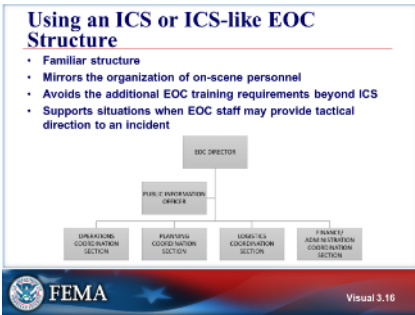 Using an ICS or ICS-like EOC
Structure
• Familiar structure
• Mirrors the organization of on-scene personnel
• Avoids the additional EOC training requirements beyond ICS
• Supports situations when EOC staff may provide tactical
direction to an incident
EOC DIRECTOR
PUBLIC INFORMATION
OFFICER
OPERATIONS
COORDINATION
SECTION
PLANNING
COORDINATION
SECTION
LOGISTICS
COORDINATION
SECTION
FINANCE/
ADMINISTRATION
COORDINATION
SECTION
FEMA
Visual 3.16